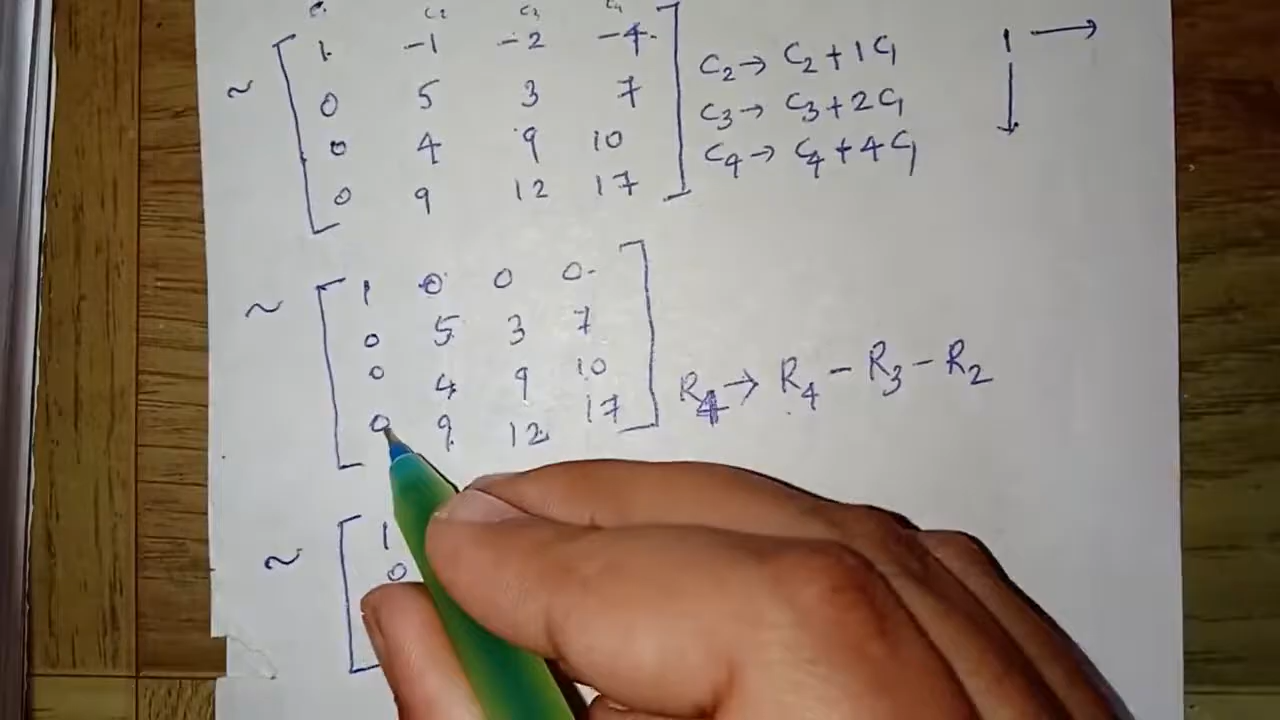 C₂ C₃ C₄
~ [ 1 -1 -2 -4 ] C₂→ C₂+1C₁ 1 →
0 5 3 7 C₃→ C₃+2C₁ ↓
0 4 9 10 C₄→ C₄+4C₁
0 9 12 17
~ [ 1 0 0 0 ]
0 5 3 7
0 4 9 10 R₄→ R₄-R₃-R₂
0 9 12 17
~ [ 1
0